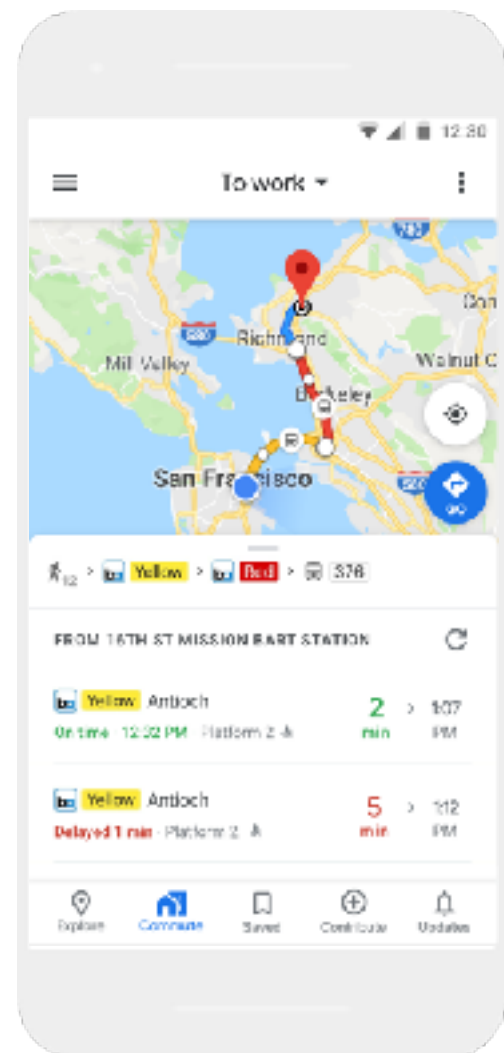 12:30
To work
Richmond
Mill Valley
Walnut C
Berkeley
San Francisco
GO
12 > Yellow > Red > 376
FROM 16TH ST MISSION BART STATION
Yellow Antioch 2 min > 1:07 PM
On time · 12:32 PM · Platform 2
Yellow Antioch 5 min > 1:12 PM
Delayed 1 min · Platform 2
Explore Commute Saved Contribute Updates